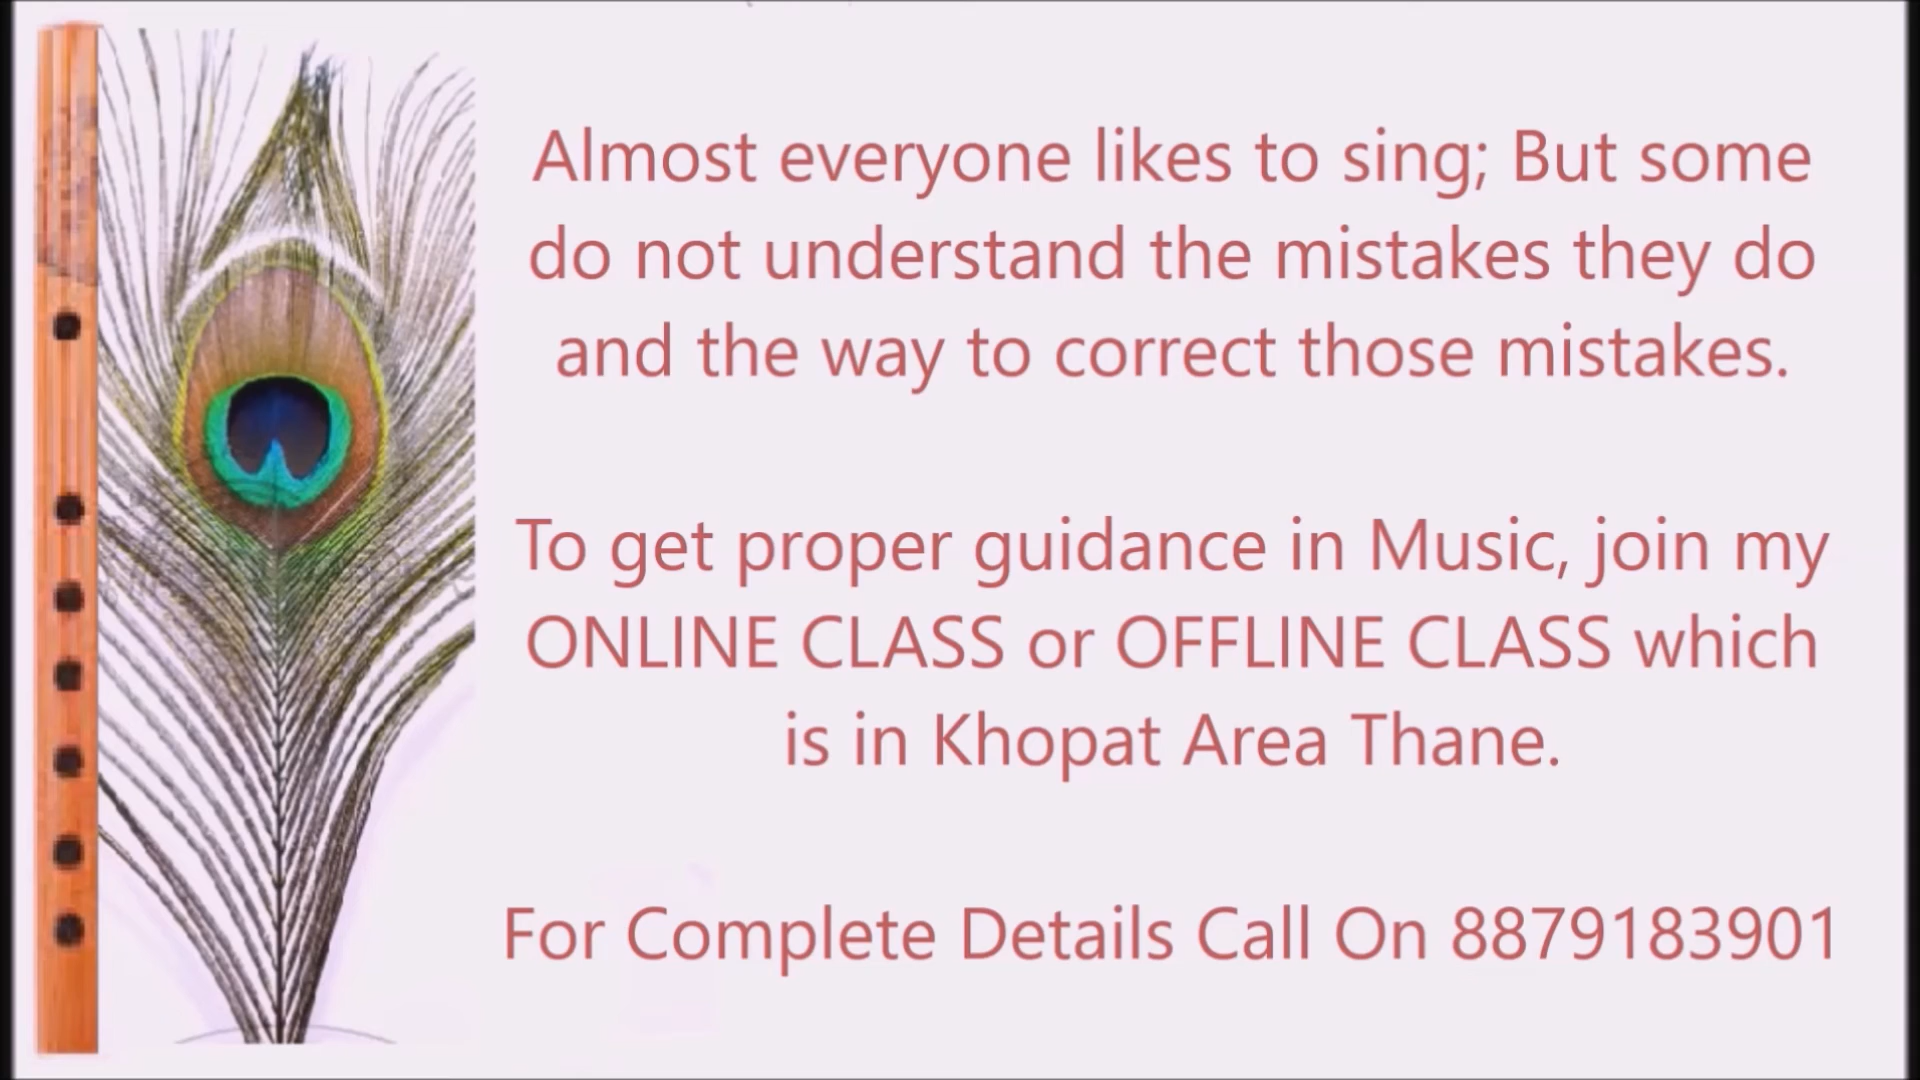 Almost everyone likes to sing; But some
do not understand the mistakes they do
and the way to correct those mistakes.
To get proper guidance in Music, join my
ONLINE CLASS or OFFLINE CLASS which
is in Khopat Area Thane.
For Complete Details Call On 8879183901